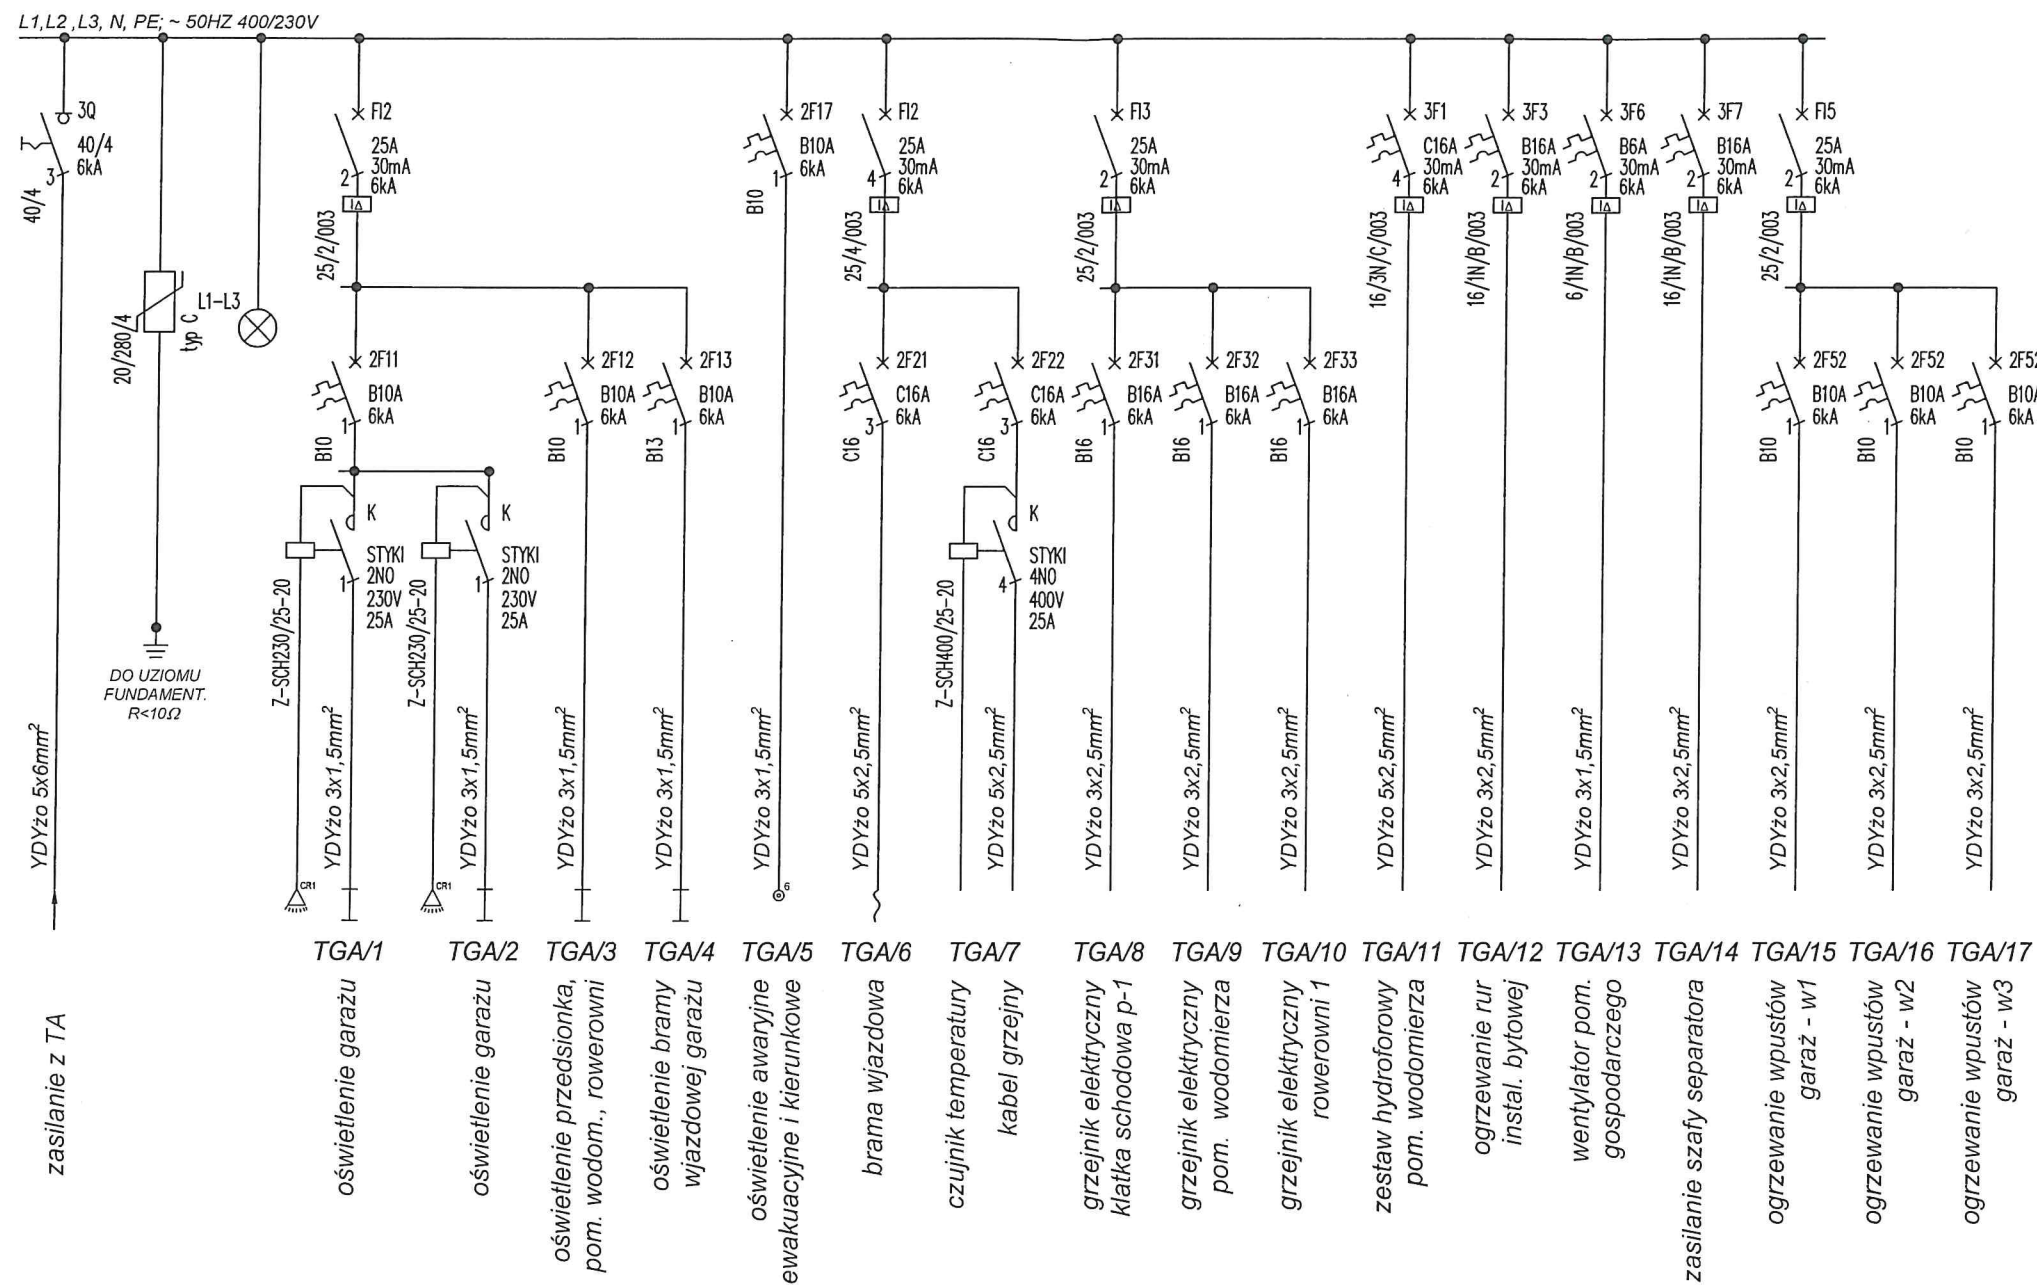 L1,L2 ,L3, N, PE; ~ 50HZ 400/230V
3Q
40/4
6kA
3
40/4
YDYżo 5x6mm²
zasilanie z TA
20/280/4
typ C
DO UZIOMU
FUNDAMENT.
R<10Ω
L1-L3
FI2
25A
30mA
6kA
2
I∆
25/2/003
2F11
B10A
6kA
1
B10
K
STYKI
2NO
230V
25A
1
Z-SCH230/25-20
YDYżo 3x1,5mm²
CR1
TGA/1
oświetlenie garażu
K
STYKI
2NO
230V
25A
1
Z-SCH230/25-20
YDYżo 3x1,5mm²
CR1
TGA/2
oświetlenie garażu
2F12
B10A
6kA
1
B10
YDYżo 3x1,5mm²
TGA/3
oświetlenie przedsionka,
pom. wodom., rowerowni
2F13
B10A
6kA
1
B13
YDYżo 3x1,5mm²
TGA/4
oświetlenie bramy
wjazdowej garażu
2F17
B10A
6kA
1
B10
YDYżo 3x1,5mm²
6
TGA/5
oświetlenie awaryjne
ewakuacyjne i kierunkowe
FI2
25A
30mA
6kA
4
I∆
25/4/003
2F21
C16A
6kA
3
C16
YDYżo 5x2,5mm²
TGA/6
brama wjazdowa
2F22
C16A
6kA
3
C16
K
STYKI
4NO
400V
25A
4
Z-SCH400/25-20
YDYżo 5x2,5mm²
TGA/7
czujnik temperatury
kabel grzejny
FI3
25A
30mA
6kA
2
I∆
25/2/003
2F31
B16A
6kA
1
B16
YDYżo 3x2,5mm²
TGA/8
grzejnik elektryczny
klatka schodowa p-1
2F32
B16A
6kA
1
B16
YDYżo 3x2,5mm²
TGA/9
grzejnik elektryczny
pom. wodomierza
2F33
B16A
6kA
1
B16
YDYżo 3x2,5mm²
TGA/10
grzejnik elektryczny
rowerowni 1
3F1
C16A
30mA
6kA
4
I∆
16/3N/C/003
YDYżo 5x2,5mm²
TGA/11
zestaw hydroforowy
pom. wodomierza
3F3
B16A
30mA
6kA
2
I∆
16/1N/B/003
YDYżo 3x2,5mm²
TGA/12
ogrzewanie rur
instal. bytowej
3F6
B6A
30mA
6kA
2
I∆
6/1N/B/003
YDYżo 3x1,5mm²
TGA/13
wentylator pom.
gospodarczego
3F7
B16A
30mA
6kA
2
I∆
16/1N/B/003
YDYżo 3x2,5mm²
TGA/14
zasilanie szafy separatora
FI5
25A
30mA
6kA
2
I∆
25/2/003
2F52
B10A
6kA
1
B10
YDYżo 3x2,5mm²
TGA/15
ogrzewanie wpustów
garaż - w1
2F52
B10A
6kA
1
B10
YDYżo 3x2,5mm²
TGA/16
ogrzewanie wpustów
garaż - w2
2F52
B10A
6kA
1
B10
YDYżo 3x2,5mm²
TGA/17
ogrzewanie wpustów
garaż - w3